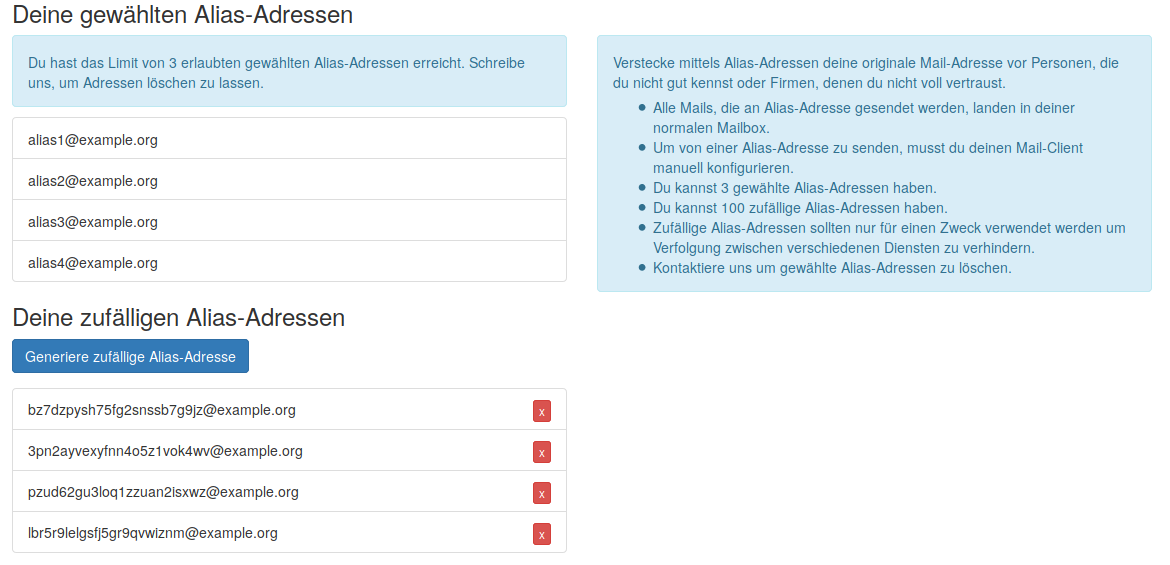 Deine gewählten Alias-Adressen
Du hast das Limit von 3 erlaubten gewählten Alias-Adressen erreicht. Schreibe
uns, um Adressen löschen zu lassen.
alias1@example.org
alias2@example.org
alias3@example.org
alias4@example.org
Verstecke mittels Alias-Adressen deine originale Mail-Adresse vor Personen, die
du nicht gut kennst oder Firmen, denen du nicht voll vertraust.
● Alle Mails, die an Alias-Adresse gesendet werden, landen in deiner
normalen Mailbox.
● Um von einer Alias-Adresse zu senden, musst du deinen Mail-Client
manuell konfigurieren.
● Du kannst 3 gewählte Alias-Adressen haben.
● Du kannst 100 zufällige Alias-Adressen haben.
● Zufällige Alias-Adressen sollten nur für einen Zweck verwendet werden um
Verfolgung zwischen verschiedenen Diensten zu verhindern.
● Kontaktiere uns um gewählte Alias-Adressen zu löschen.
Deine zufälligen Alias-Adressen
Generiere zufällige Alias-Adresse
bz7dzpysh75fg2snssb7g9jz@example.org x
3pn2ayvexyfnn4o5z1vok4wv@example.org x
pzud62gu3loq1zzuan2isxwz@example.org x
lbr5r9lelgsfj5gr9qvwiznm@example.org x